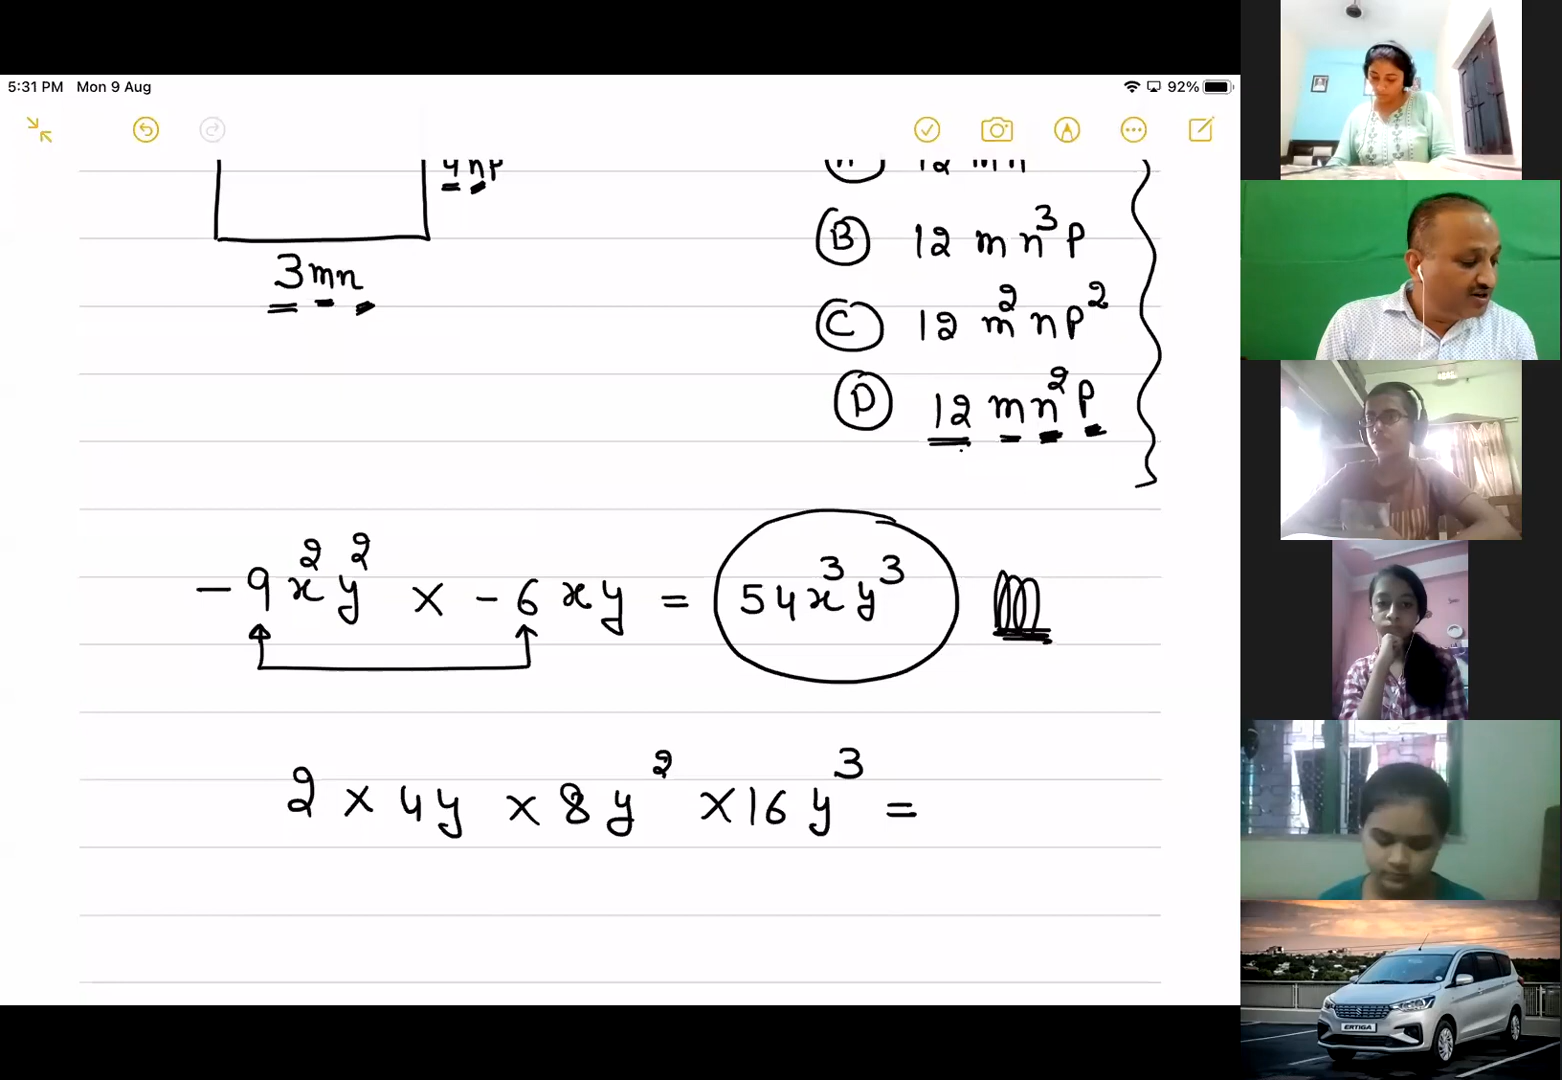 5:31 PM Mon 9 Aug 92%
4np
B 12 mn³p
3mn
C 12 m²np²
D 12 mn²p
-9x²y² × -6xy = 54x³y³
2 × 4y × 8y² × 16y³ =
ERTIGA